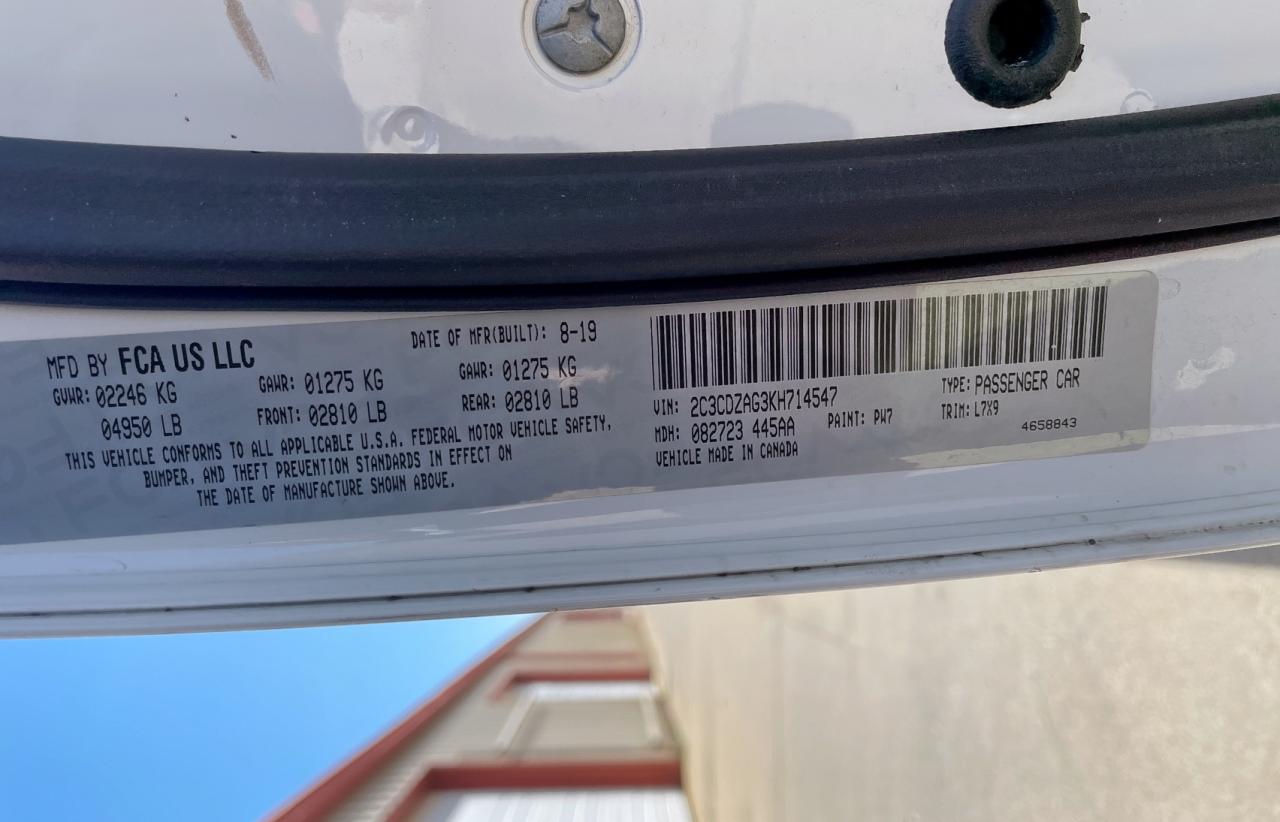 MFD BY FCA US LLC
DATE OF MFR(BUILT): 8-19
GVWR: 02246 KG
04950 LB
GAWR: 01275 KG
FRONT: 02810 LB
GAWR: 01275 KG
REAR: 02810 LB
THIS VEHICLE CONFORMS TO ALL APPLICABLE U.S.A. FEDERAL MOTOR VEHICLE SAFETY,
BUMPER, AND THEFT PREVENTION STANDARDS IN EFFECT ON
THE DATE OF MANUFACTURE SHOWN ABOVE.
VIN: 2C3CDZAG3KH714547
TYPE: PASSENGER CAR
MDH: 082723 445AA
PAINT: PW7
TRIM: L7X9
VEHICLE MADE IN CANADA
4658843